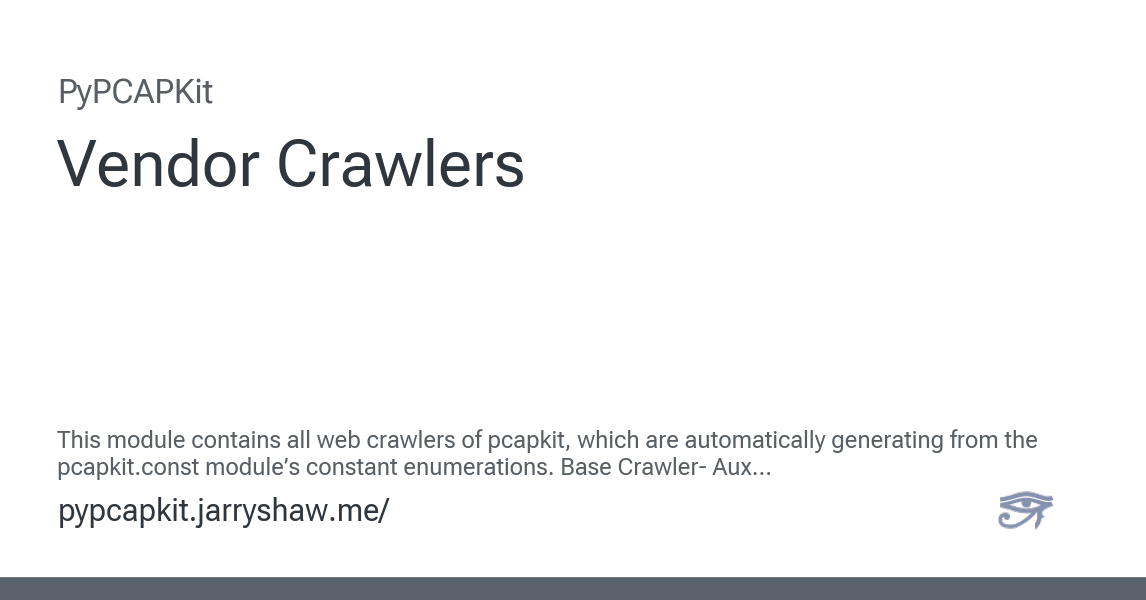 PyPCAPKit
Vendor Crawlers
This module contains all web crawlers of pcapkit, which are automatically generating from the
pcapkit.const module’s constant enumerations. Base Crawler- Aux...
pypcapkit.jarryshaw.me/